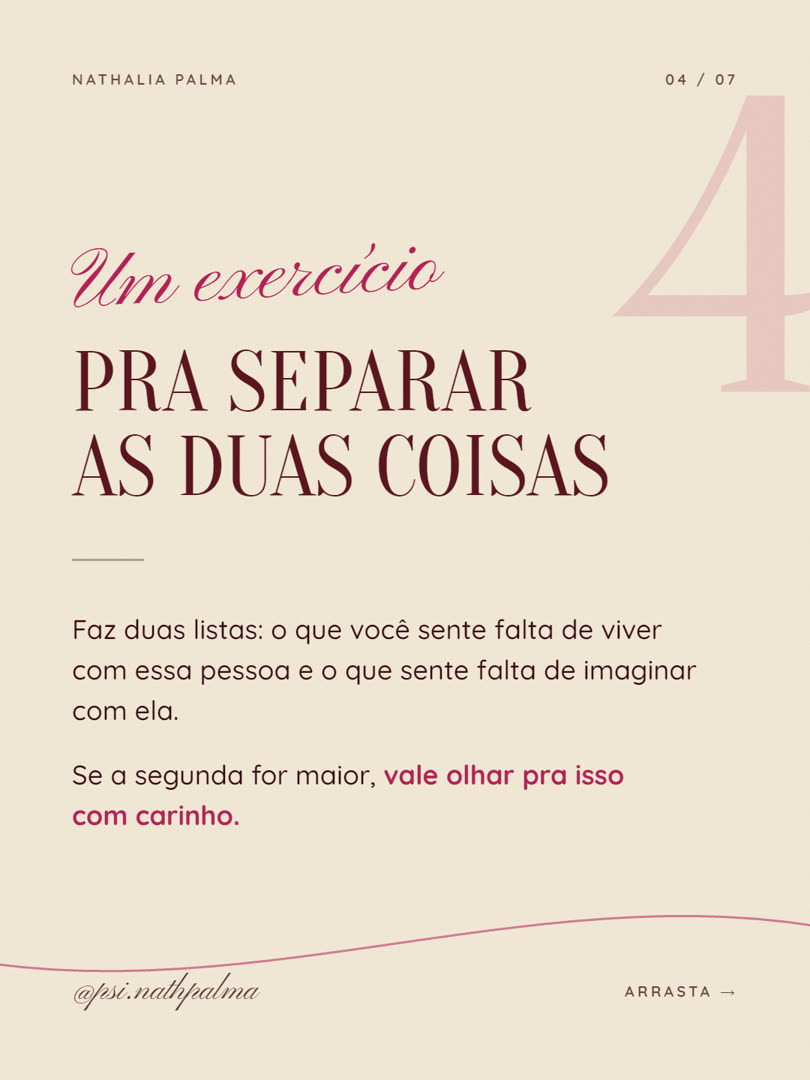 NATHALIA PALMA
04 / 07
4
Um exercício
PRA SEPARAR
AS DUAS COISAS
Faz duas listas: o que você sente falta de viver
com essa pessoa e o que sente falta de imaginar
com ela.
Se a segunda for maior, vale olhar pra isso
com carinho.
@psi.nathpalma
ARRASTA →